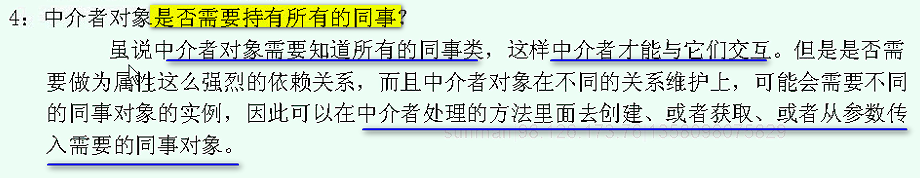 4：中介者对象是否需要持有所有的同事？
虽说中介者对象需要知道所有的同事类，这样中介者才能与它们交互。但是是否需
要做为属性这么强烈的依赖关系，而且中介者对象在不同的关系维护上，可能会需要不同
的同事对象的实例，因此可以在中介者处理的方法里面去创建、或者获取、或者从参数传
入需要的同事对象。